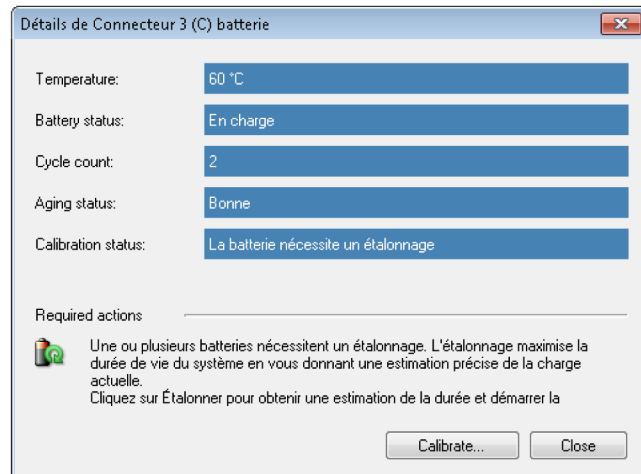 Détails de Connecteur 3 (C) batterie
Temperature: 60 °C
Battery status: En charge
Cycle count: 2
Aging status: Bonne
Calibration status: La batterie nécessite un étalonnage
Required actions
Une ou plusieurs batteries nécessitent un étalonnage. L'étalonnage maximise la
durée de vie du système en vous donnant une estimation précise de la charge
actuelle.
Cliquez sur Étalonner pour obtenir une estimation de la durée et démarrer la
Calibrate... Close